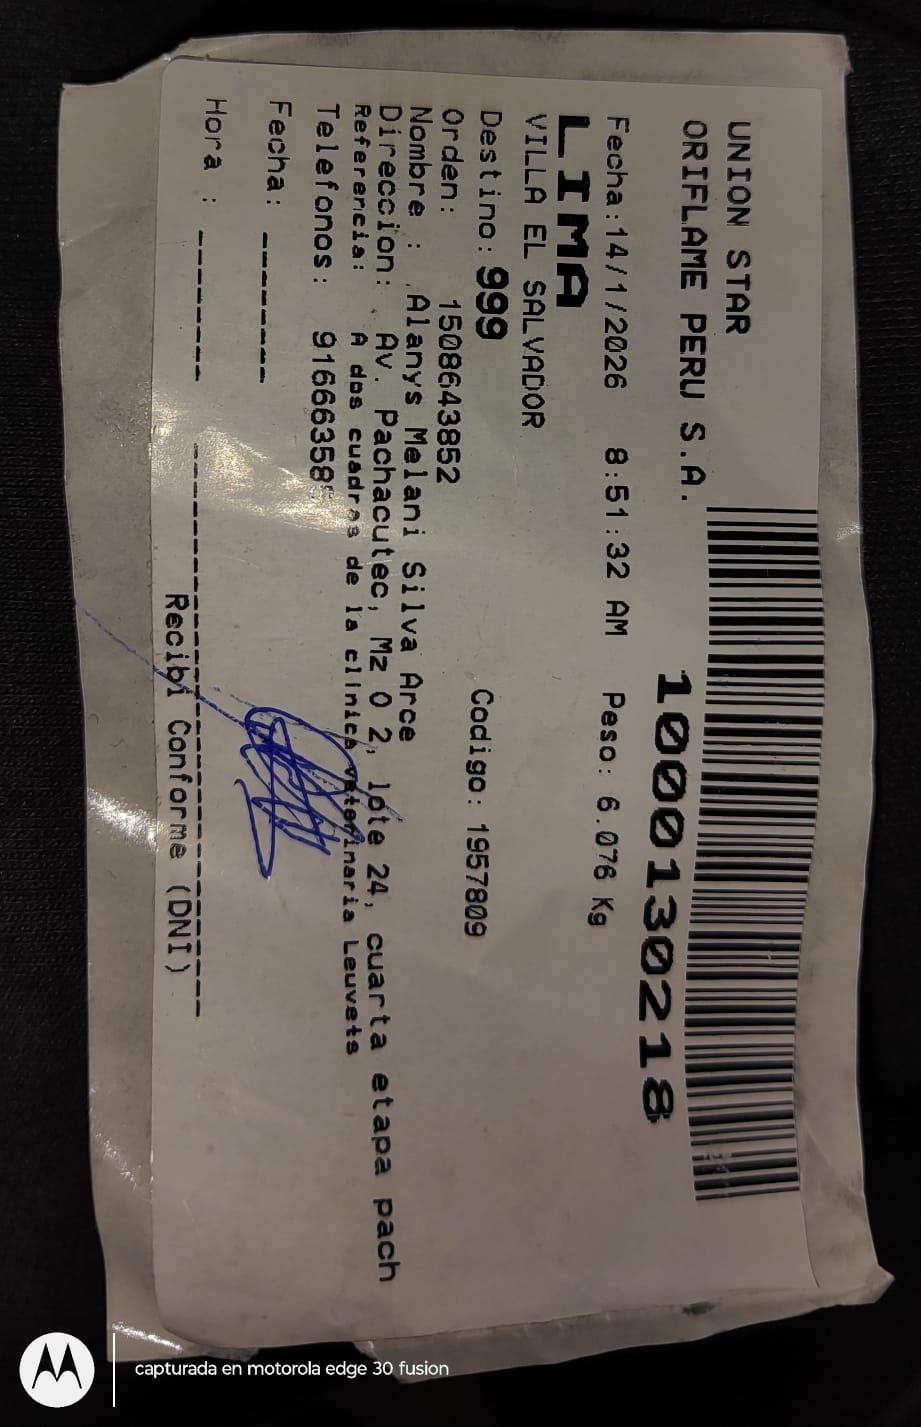 UNION STAR
ORIFLAME PERU S.A.
1000130218
Fecha:14/1/2026 8:51:32 AM Peso: 6.076 Kg
LIMA
VILLA EL SALVADOR
Destino: 999 Codigo: 1957809
Orden: 1508643852
Nombre : Alanys Melani Silva Arce
Direccion: Av. Pachacutec, Mz O 2, lote 24, cuarta etapa pach
Referencia: A dos cuadras de la clinica veterinaria Leuvets
Telefonos: 91666358
Fecha: ------
Hora : ------
Recibi Conforme (DNI)
capturada en motorola edge 30 fusion